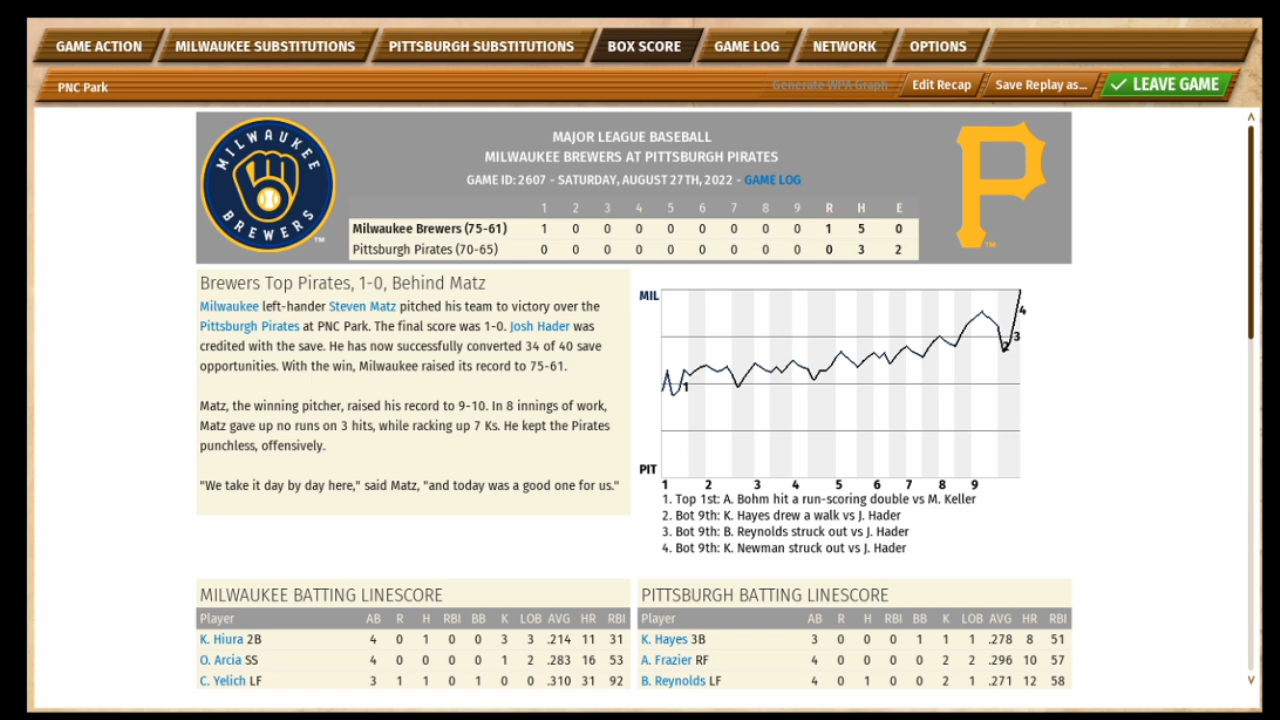 GAME ACTION MILWAUKEE SUBSTITUTIONS PITTSBURGH SUBSTITUTIONS BOX SCORE GAME LOG NETWORK OPTIONS
PNC Park Generate WPA Graph Edit Recap Save Replay as... LEAVE GAME
MILWAUKEE BREWERS ™
MAJOR LEAGUE BASEBALL
MILWAUKEE BREWERS AT PITTSBURGH PIRATES
GAME ID: 2607 - SATURDAY, AUGUST 27TH, 2022 - GAME LOG
P ™
1 2 3 4 5 6 7 8 9 R H E
Milwaukee Brewers (75-61) 1 0 0 0 0 0 0 0 0 1 5 0
Pittsburgh Pirates (70-65) 0 0 0 0 0 0 0 0 0 0 3 2
Brewers Top Pirates, 1-0, Behind Matz
Milwaukee left-hander Steven Matz pitched his team to victory over the
Pittsburgh Pirates at PNC Park. The final score was 1-0. Josh Hader was
credited with the save. He has now successfully converted 34 of 40 save
opportunities. With the win, Milwaukee raised its record to 75-61.
Matz, the winning pitcher, raised his record to 9-10. In 8 innings of work,
Matz gave up no runs on 3 hits, while racking up 7 Ks. He kept the Pirates
punchless, offensively.
"We take it day by day here," said Matz, "and today was a good one for us."
MIL
4
3
2
1
PIT
1 2 3 4 5 6 7 8 9
1. Top 1st: A. Bohm hit a run-scoring double vs M. Keller
2. Bot 9th: K. Hayes drew a walk vs J. Hader
3. Bot 9th: B. Reynolds struck out vs J. Hader
4. Bot 9th: K. Newman struck out vs J. Hader
MILWAUKEE BATTING LINESCORE
Player AB R H RBI BB K LOB AVG HR RBI
K. Hiura 2B 4 0 1 0 0 3 3 .214 11 31
O. Arcia SS 4 0 0 0 0 1 2 .283 16 53
C. Yelich LF 3 1 1 0 1 0 0 .310 31 92
PITTSBURGH BATTING LINESCORE
Player AB R H RBI BB K LOB AVG HR RBI
K. Hayes 3B 3 0 0 0 1 1 1 .278 8 51
A. Frazier RF 4 0 0 0 0 2 2 .296 10 57
B. Reynolds LF 4 0 1 0 0 2 1 .271 12 58